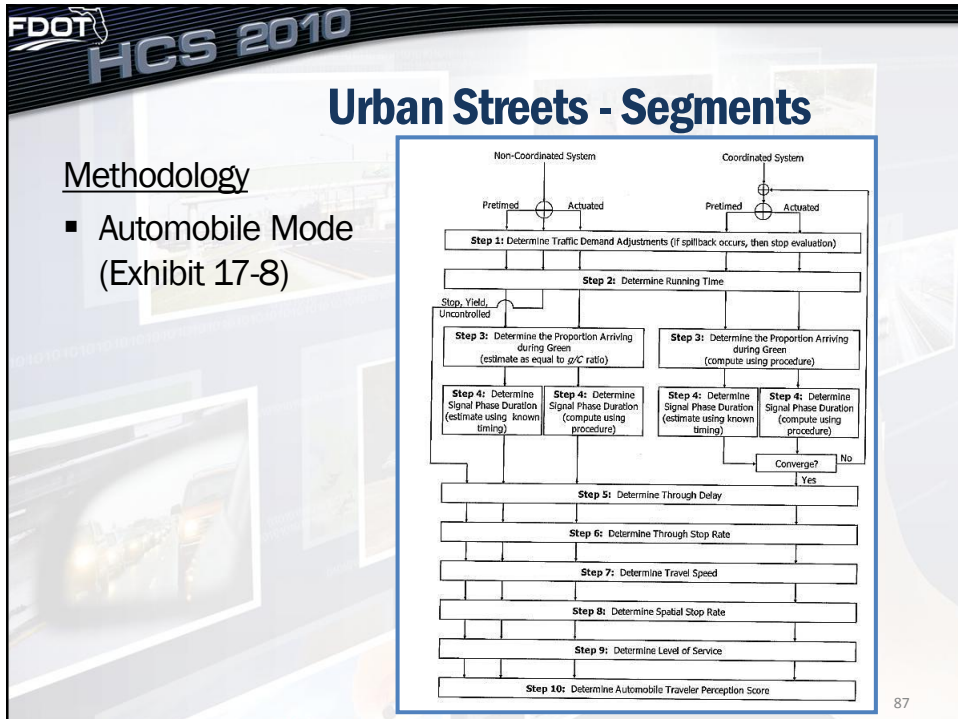 FDOT
HCS 2010
Urban Streets - Segments
Methodology
▪ Automobile Mode
(Exhibit 17-8)
Non-Coordinated System
Coordinated System
Pretimed
Actuated
Pretimed
Actuated
Step 1: Determine Traffic Demand Adjustments (if spillback occurs, then stop evaluation)
Step 2: Determine Running Time
Stop, Yield,
Uncontrolled
Step 3: Determine the Proportion Arriving
during Green
(estimate as equal to g/C ratio)
Step 3: Determine the Proportion Arriving
during Green
(compute using procedure)
Step 4: Determine
Signal Phase Duration
(estimate using known
timing)
Step 4: Determine
Signal Phase Duration
(compute using
procedure)
Step 4: Determine
Signal Phase Duration
(estimate using known
timing)
Step 4: Determine
Signal Phase Duration
(compute using
procedure)
Converge?
No
Yes
Step 5: Determine Through Delay
Step 6: Determine Through Stop Rate
Step 7: Determine Travel Speed
Step 8: Determine Spatial Stop Rate
Step 9: Determine Level of Service
Step 10: Determine Automobile Traveler Perception Score
87